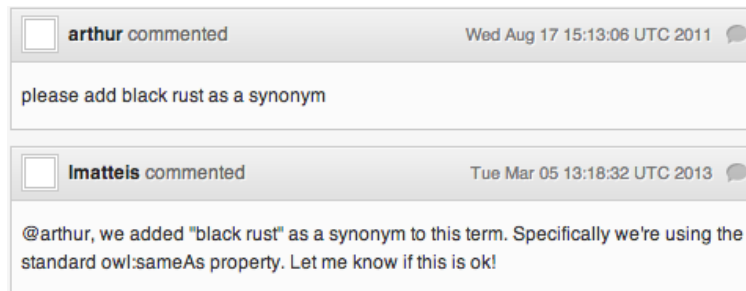 arthur commented Wed Aug 17 15:13:06 UTC 2011
please add black rust as a synonym
lmatteis commented Tue Mar 05 13:18:32 UTC 2013
@arthur, we added "black rust" as a synonym to this term. Specifically we're using the
standard owl:sameAs property. Let me know if this is ok!